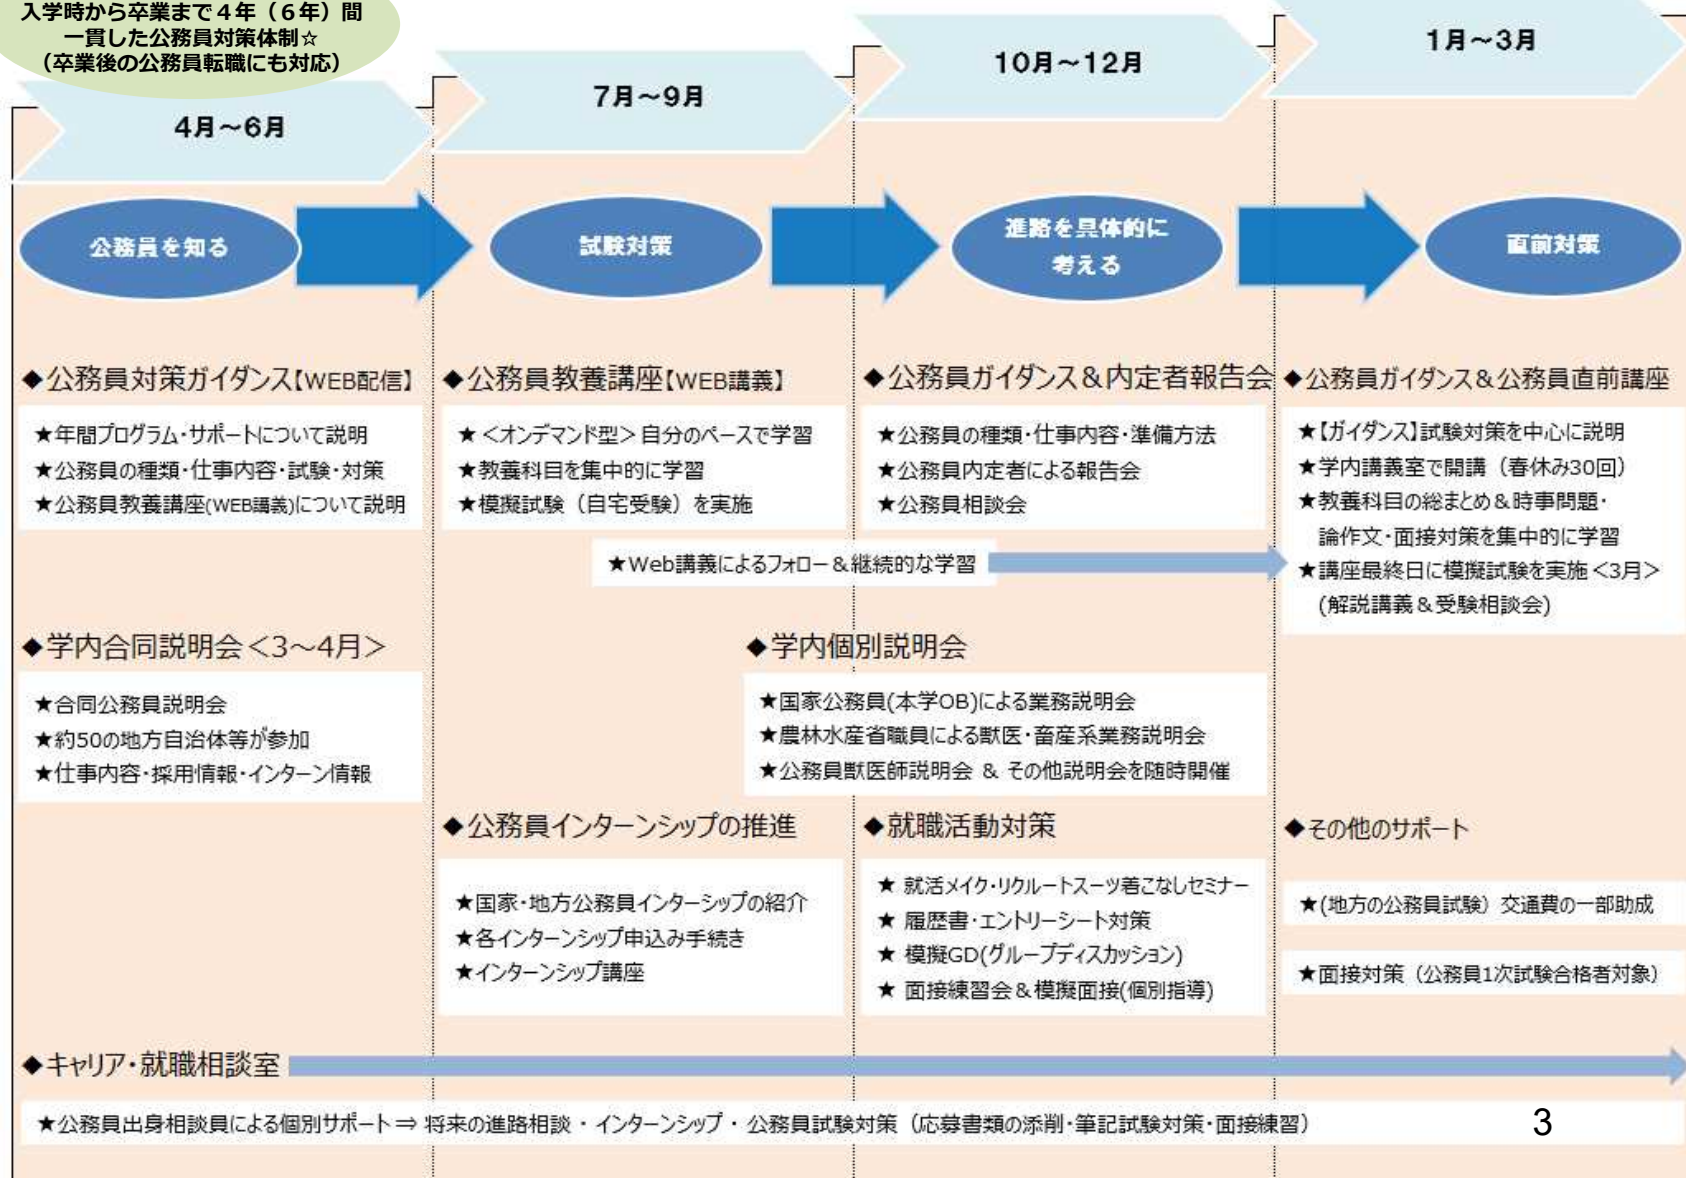 入学時から卒業まで４年（６年）間
一貫した公務員対策体制☆
（卒業後の公務員転職にも対応）
4月～6月
7月～9月
10月～12月
1月～3月
公務員を知る
試験対策
進路を具体的に
考える
直前対策
◆公務員対策ガイダンス【WEB配信】
★年間プログラム・サポートについて説明
★公務員の種類・仕事内容・試験・対策
★公務員教養講座(WEB講義)について説明
◆公務員教養講座【WEB講義】
★＜オンデマンド型＞自分のペースで学習
★教養科目を集中的に学習
★模擬試験（自宅受験）を実施
◆公務員ガイダンス＆内定者報告会
★公務員の種類・仕事内容・準備方法
★公務員内定者による報告会
★公務員相談会
◆公務員ガイダンス＆公務員直前講座
★【ガイダンス】試験対策を中心に説明
★学内講義室で開講（春休み30回）
★教養科目の総まとめ＆時事問題・
論作文・面接対策を集中的に学習
★講座最終日に模擬試験を実施＜3月＞
(解説講義＆受験相談会)
★Web講義によるフォロー＆継続的な学習
◆学内合同説明会＜3～4月＞
★合同公務員説明会
★約50の地方自治体等が参加
★仕事内容・採用情報・インターン情報
◆学内個別説明会
★国家公務員(本学OB)による業務説明会
★農林水産省職員による獣医・畜産系業務説明会
★公務員獣医師説明会 & その他説明会を随時開催
◆公務員インターンシップの推進
★国家・地方公務員インターシップの紹介
★各インターンシップ申込み手続き
★インターンシップ講座
◆就職活動対策
★ 就活メイク・リクルートスーツ着こなしセミナー
★ 履歴書・エントリーシート対策
★ 模擬GD(グループディスカッション)
★ 面接練習会＆模擬面接(個別指導)
◆その他のサポート
★(地方の公務員試験）交通費の一部助成
★面接対策（公務員1次試験合格者対象）
◆キャリア・就職相談室
★公務員出身相談員による個別サポート⇒ 将来の進路相談 ・ インターンシップ ・ 公務員試験対策（応募書類の添削・筆記試験対策・面接練習）
3